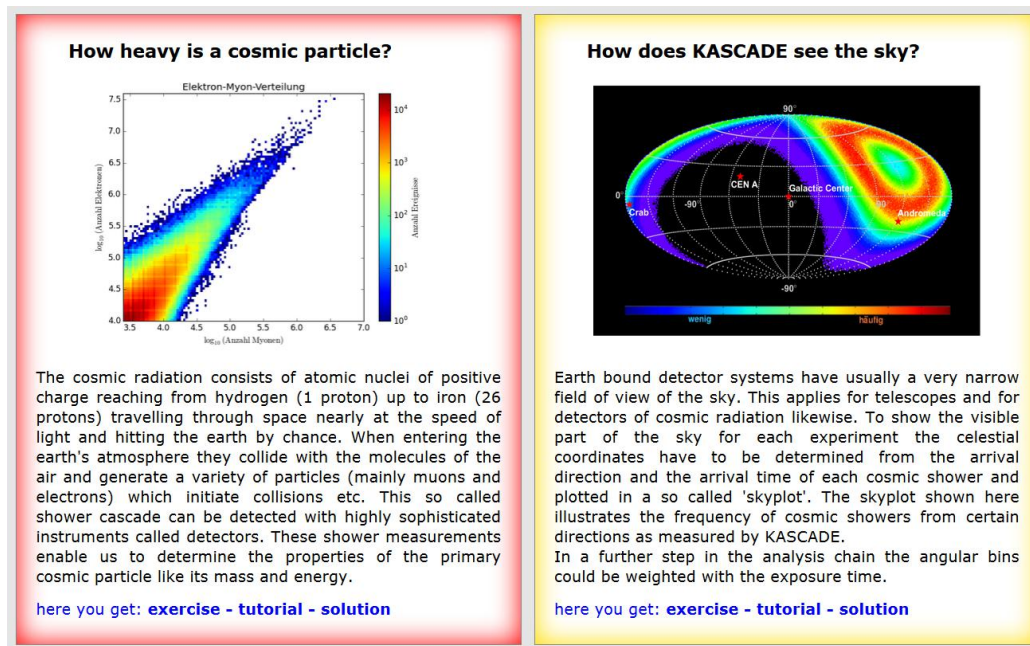 How heavy is a cosmic particle?
Elektron-Myon-Verteilung
7.5
7.0
6.5
6.0
5.5
5.0
4.5
4.0
log10(Anzahl Elektronen)
3.5 4.0 4.5 5.0 5.5 6.0 6.5 7.0
log10(Anzahl Myonen)
10^4
10^3
10^2
10^1
10^0
Anzahl Ereignisse
The cosmic radiation consists of atomic nuclei of positive
charge reaching from hydrogen (1 proton) up to iron (26
protons) travelling through space nearly at the speed of
light and hitting the earth by chance. When entering the
earth's atmosphere they collide with the molecules of the
air and generate a variety of particles (mainly muons and
electrons) which initiate collisions etc. This so called
shower cascade can be detected with highly sophisticated
instruments called detectors. These shower measurements
enable us to determine the properties of the primary
cosmic particle like its mass and energy.
here you get: exercise - tutorial - solution
How does KASCADE see the sky?
90°
CEN A
Galactic Center
0°
Crab
-90°
0°
90°
Andromeda
-90°
wenig
häufig
Earth bound detector systems have usually a very narrow
field of view of the sky. This applies for telescopes and for
detectors of cosmic radiation likewise. To show the visible
part of the sky for each experiment the celestial
coordinates have to be determined from the arrival
direction and the arrival time of each cosmic shower and
plotted in a so called 'skyplot'. The skyplot shown here
illustrates the frequency of cosmic showers from certain
directions as measured by KASCADE.
In a further step in the analysis chain the angular bins
could be weighted with the exposure time.
here you get: exercise - tutorial - solution